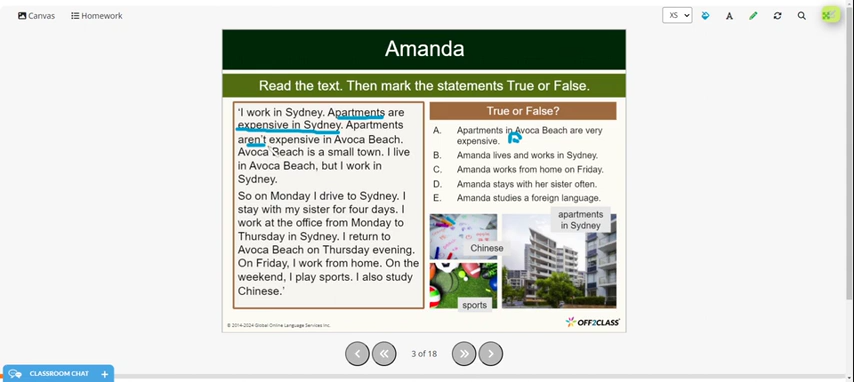 Canvas
Homework
XS
A
Amanda
Read the text. Then mark the statements True or False.
'I work in Sydney. Apartments are
expensive in Sydney. Apartments
aren't expensive in Avoca Beach.
Avoca Beach is a small town. I live
in Avoca Beach, but I work in
Sydney.
So on Monday I drive to Sydney. I
stay with my sister for four days. I
work at the office from Monday to
Thursday in Sydney. I return to
Avoca Beach on Thursday evening.
On Friday, I work from home. On the
weekend, I play sports. I also study
Chinese.'
True or False?
A. Apartments in Avoca Beach are very
expensive.
B. Amanda lives and works in Sydney.
C. Amanda works from home on Friday.
D. Amanda stays with her sister often.
E. Amanda studies a foreign language.
Chinese
sports
apartments
in Sydney
© 2014-2024 Global Online Language Services Inc.
OFF2CLASS
3 of 18
CLASSROOM CHAT +